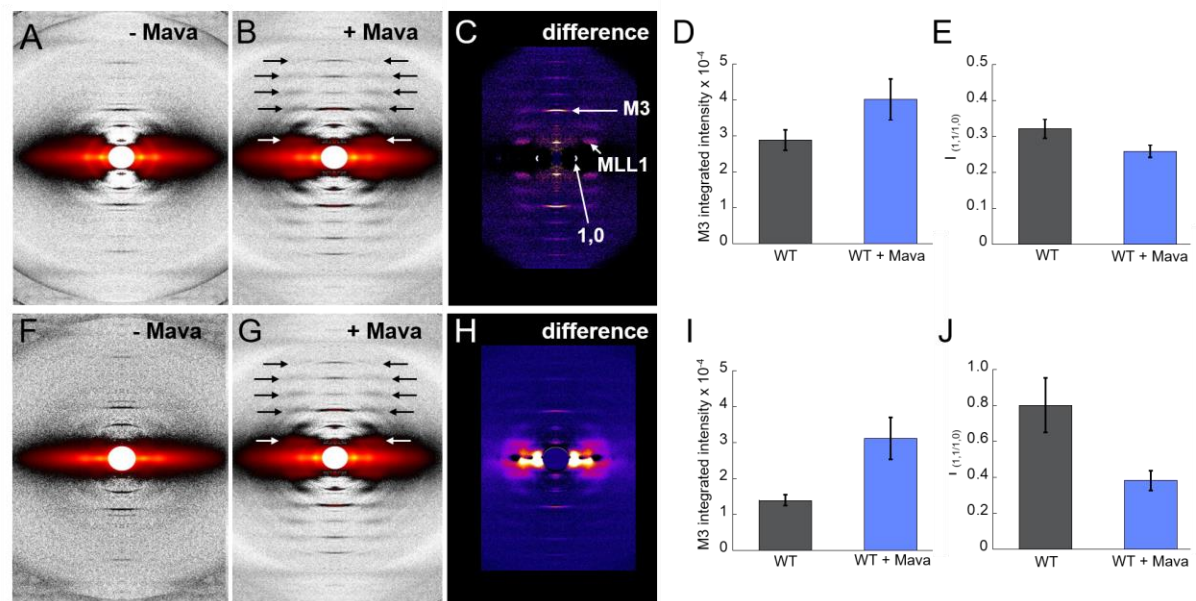 A
- Mava
B
+ Mava
C
difference
M3
MLL1
1,0
D
M3 integrated intensity x 10⁻⁴
5
4
3
2
1
0
WT
WT + Mava
E
I (1,1/1,0)
0.5
0.4
0.3
0.2
0.1
0
WT
WT + Mava
F
- Mava
G
+ Mava
H
difference
I
M3 integrated intensity x 10⁻⁴
5
4
3
2
1
0
WT
WT + Mava
J
I (1,1/1,0)
1.0
0.8
0.6
0.4
0.2
0
WT
WT + Mava